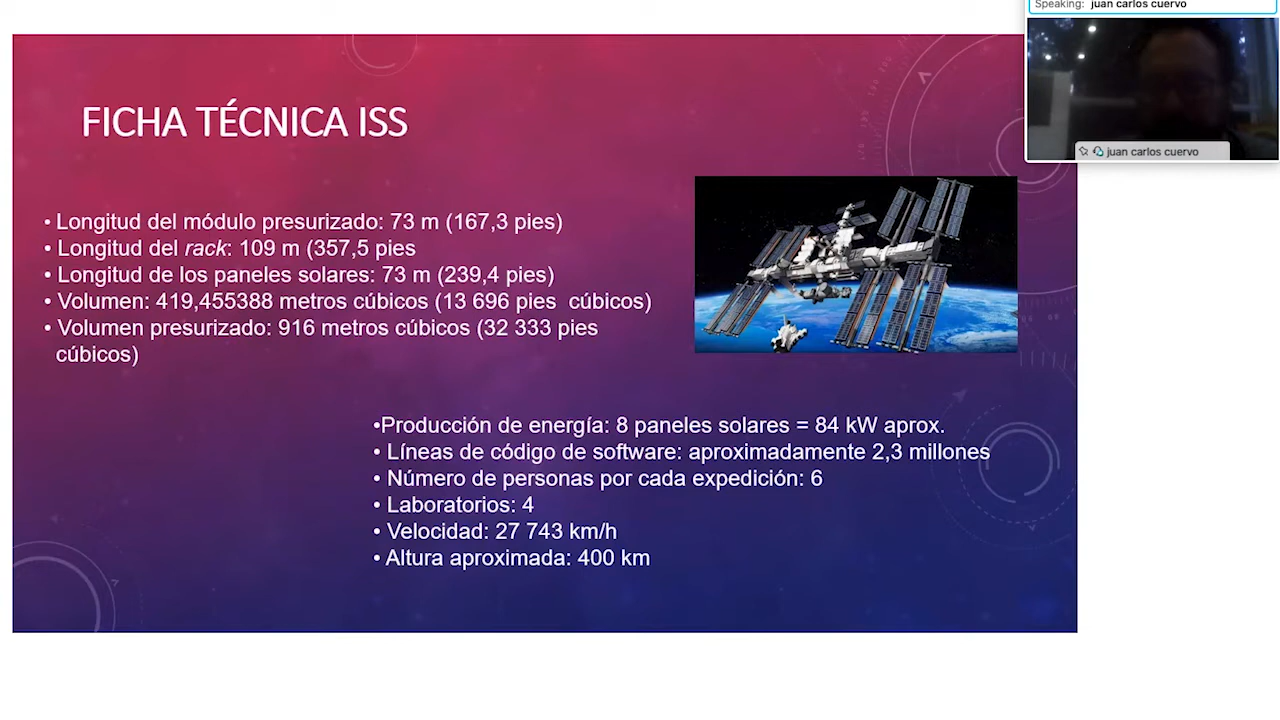 Speaking: juan carlos cuervo
juan carlos cuervo
FICHA TÉCNICA ISS
• Longitud del módulo presurizado: 73 m (167,3 pies)
• Longitud del rack: 109 m (357,5 pies
• Longitud de los paneles solares: 73 m (239,4 pies)
• Volumen: 419,455388 metros cúbicos (13 696 pies cúbicos)
• Volumen presurizado: 916 metros cúbicos (32 333 pies
cúbicos)
•Producción de energía: 8 paneles solares = 84 kW aprox.
• Líneas de código de software: aproximadamente 2,3 millones
• Número de personas por cada expedición: 6
• Laboratorios: 4
• Velocidad: 27 743 km/h
• Altura aproximada: 400 km